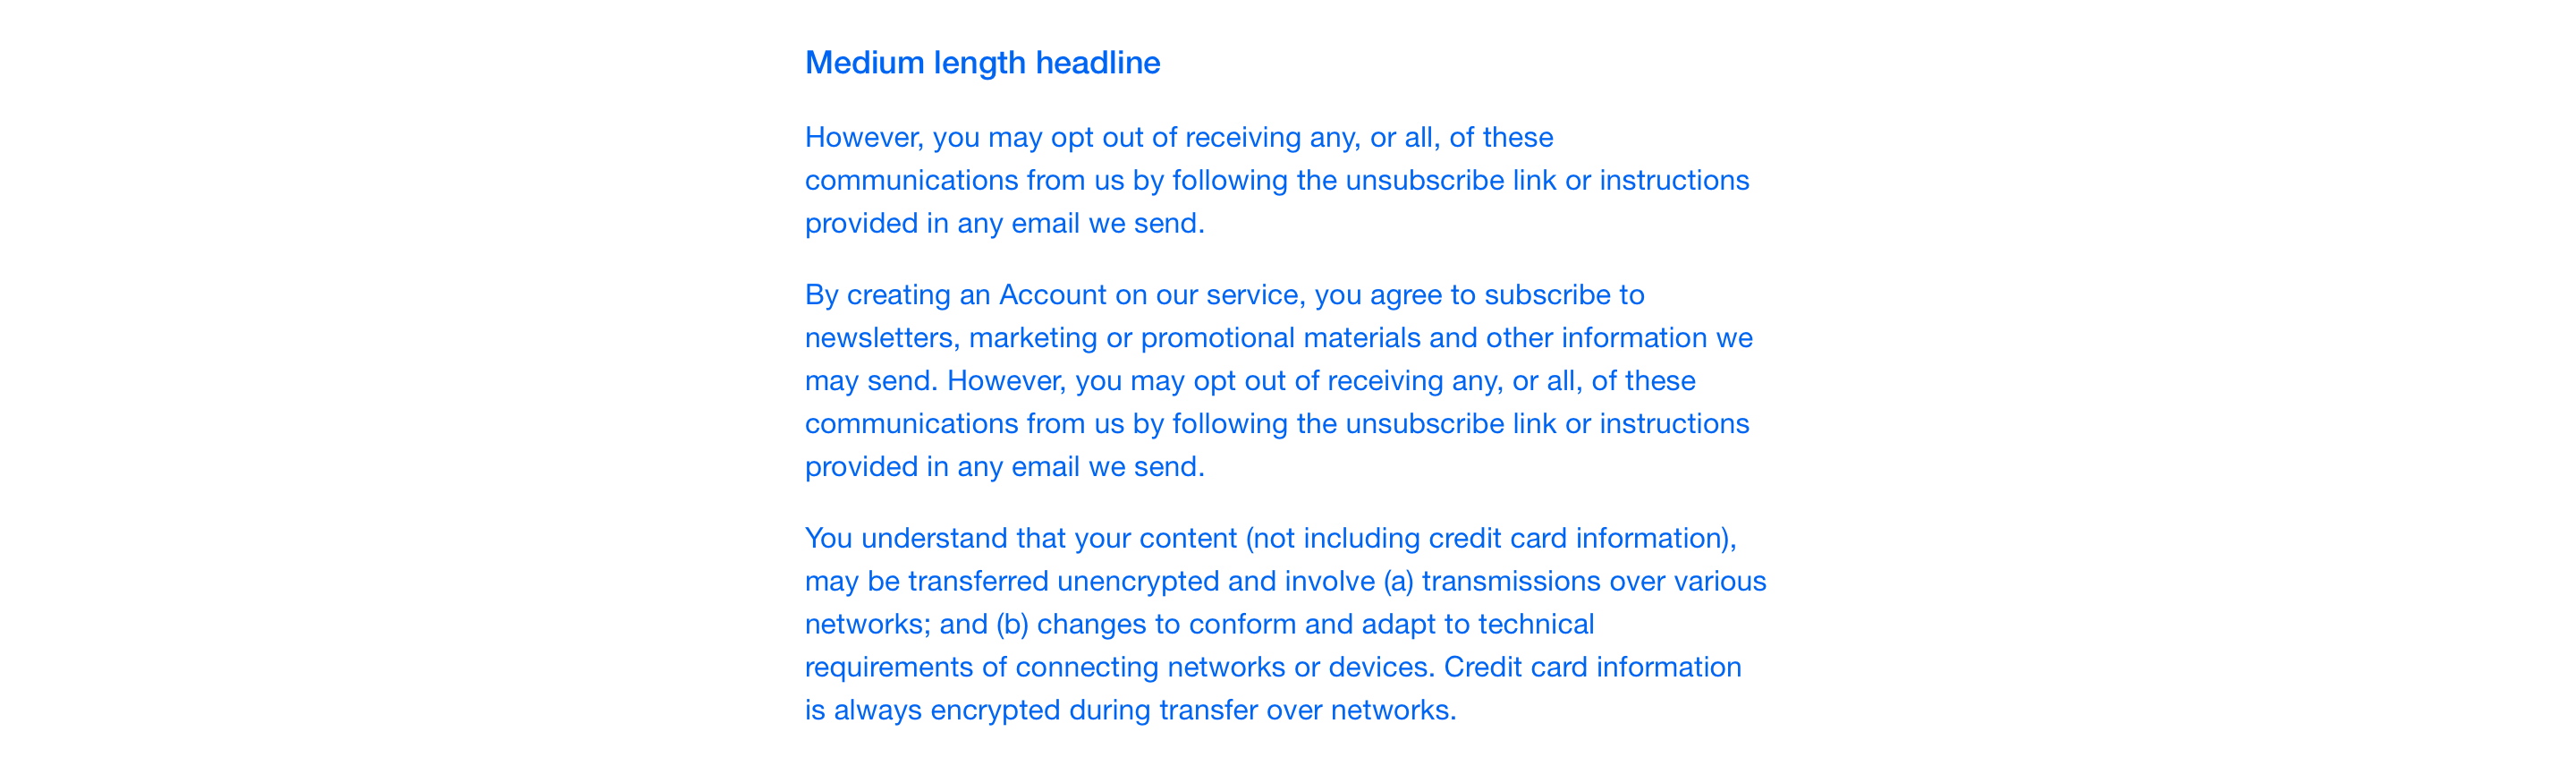 Medium length headline
However, you may opt out of receiving any, or all, of these
communications from us by following the unsubscribe link or instructions
provided in any email we send.
By creating an Account on our service, you agree to subscribe to
newsletters, marketing or promotional materials and other information we
may send. However, you may opt out of receiving any, or all, of these
communications from us by following the unsubscribe link or instructions
provided in any email we send.
You understand that your content (not including credit card information),
may be transferred unencrypted and involve (a) transmissions over various
networks; and (b) changes to conform and adapt to technical
requirements of connecting networks or devices. Credit card information
is always encrypted during transfer over networks.